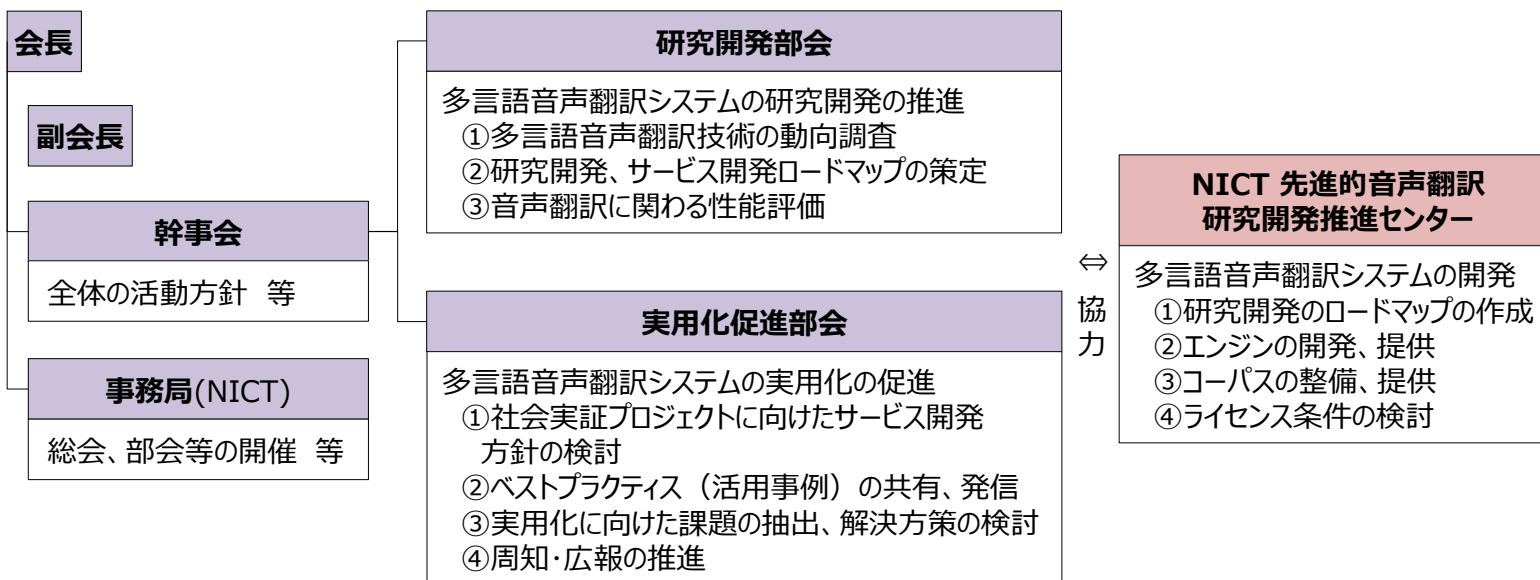 会長
副会長
幹事会
全体の活動方針 等
事務局(NICT)
総会、部会等の開催 等
研究開発部会
多言語音声翻訳システムの研究開発の推進
①多言語音声翻訳技術の動向調査
②研究開発、サービス開発ロードマップの策定
③音声翻訳に関わる性能評価
実用化促進部会
多言語音声翻訳システムの実用化の促進
①社会実証プロジェクトに向けたサービス開発
方針の検討
②ベストプラクティス（活用事例）の共有、発信
③実用化に向けた課題の抽出、解決方策の検討
④周知・広報の推進
⇔
協
力
NICT 先進的音声翻訳
研究開発推進センター
多言語音声翻訳システムの開発
①研究開発のロードマップの作成
②エンジンの開発、提供
③コーパスの整備、提供
④ライセンス条件の検討